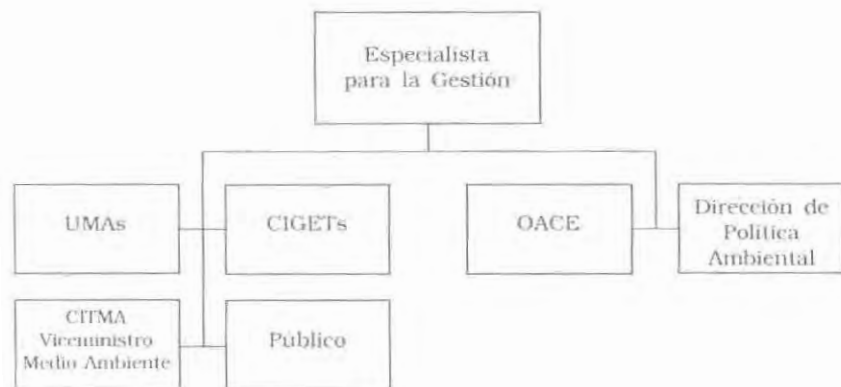 Especialista
para la Gestión
UMAs
CIGETs
OACE
Dirección de
Política
Ambiental
CITMA
Viceministro
Medio Ambiente
Público